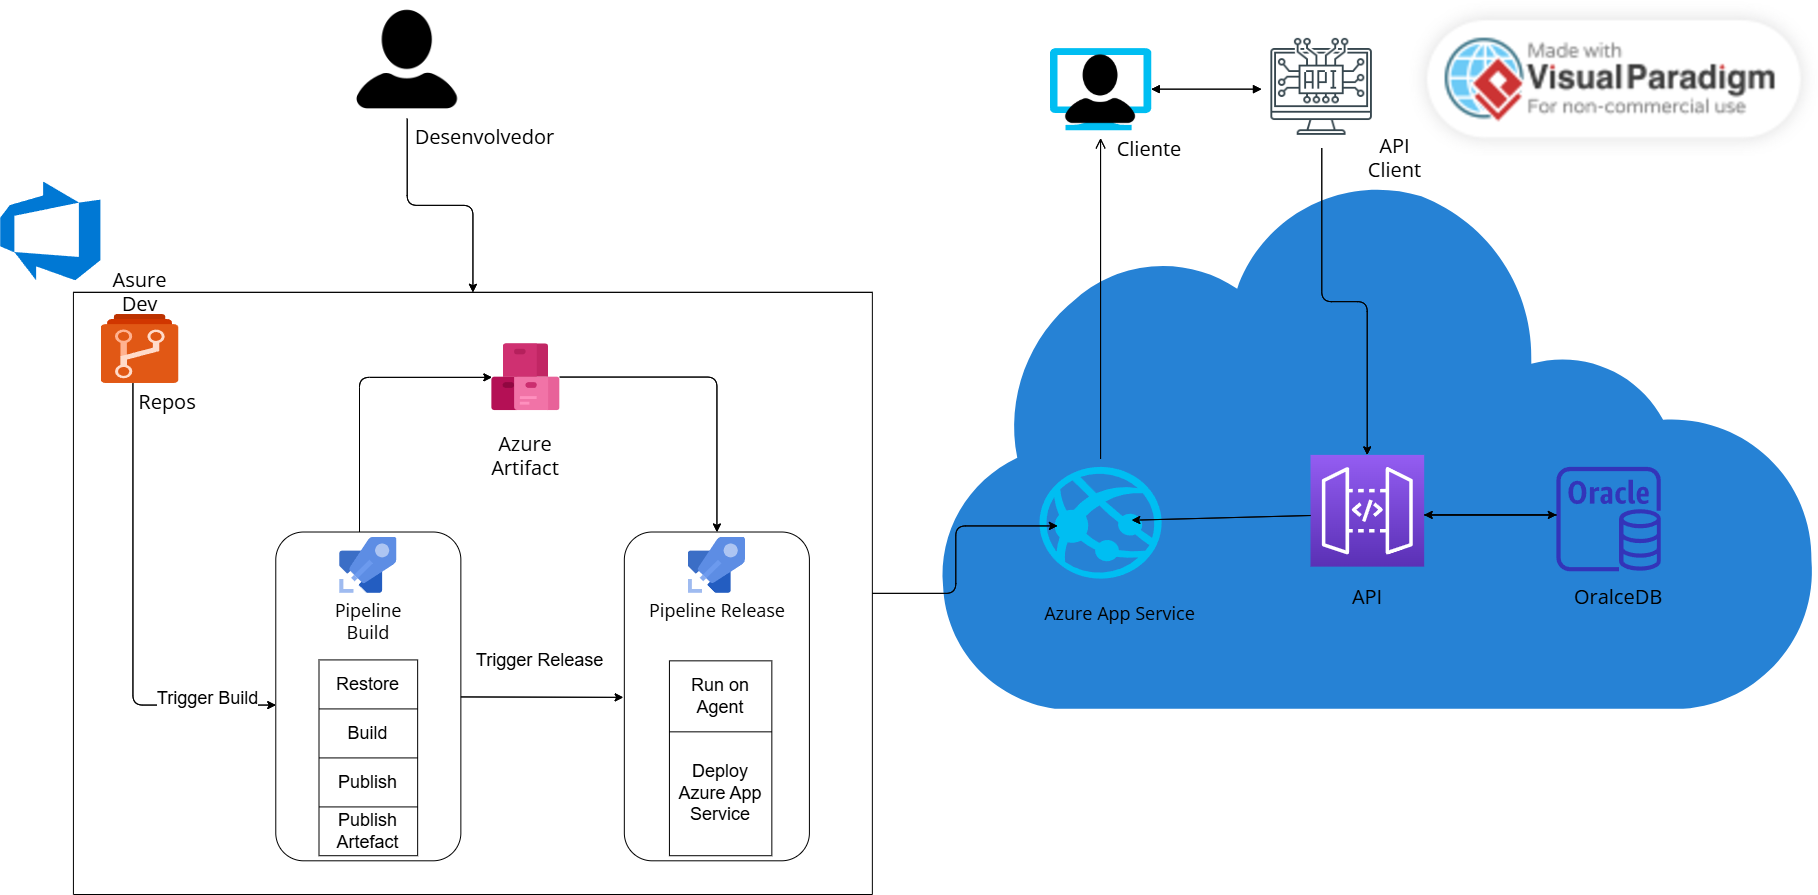 Desenvolvedor
Cliente
API
Client
Made with
Visual Paradigm
For non-commercial use
API
Asure
Dev
Repos
Azure
Artifact
Pipeline
Build
Pipeline Release
Trigger Build
Trigger Release
Restore
Build
Publish
Publish
Artefact
Run on
Agent
Deploy
Azure App
Service
Azure App Service
API
Oracle
OralceDB